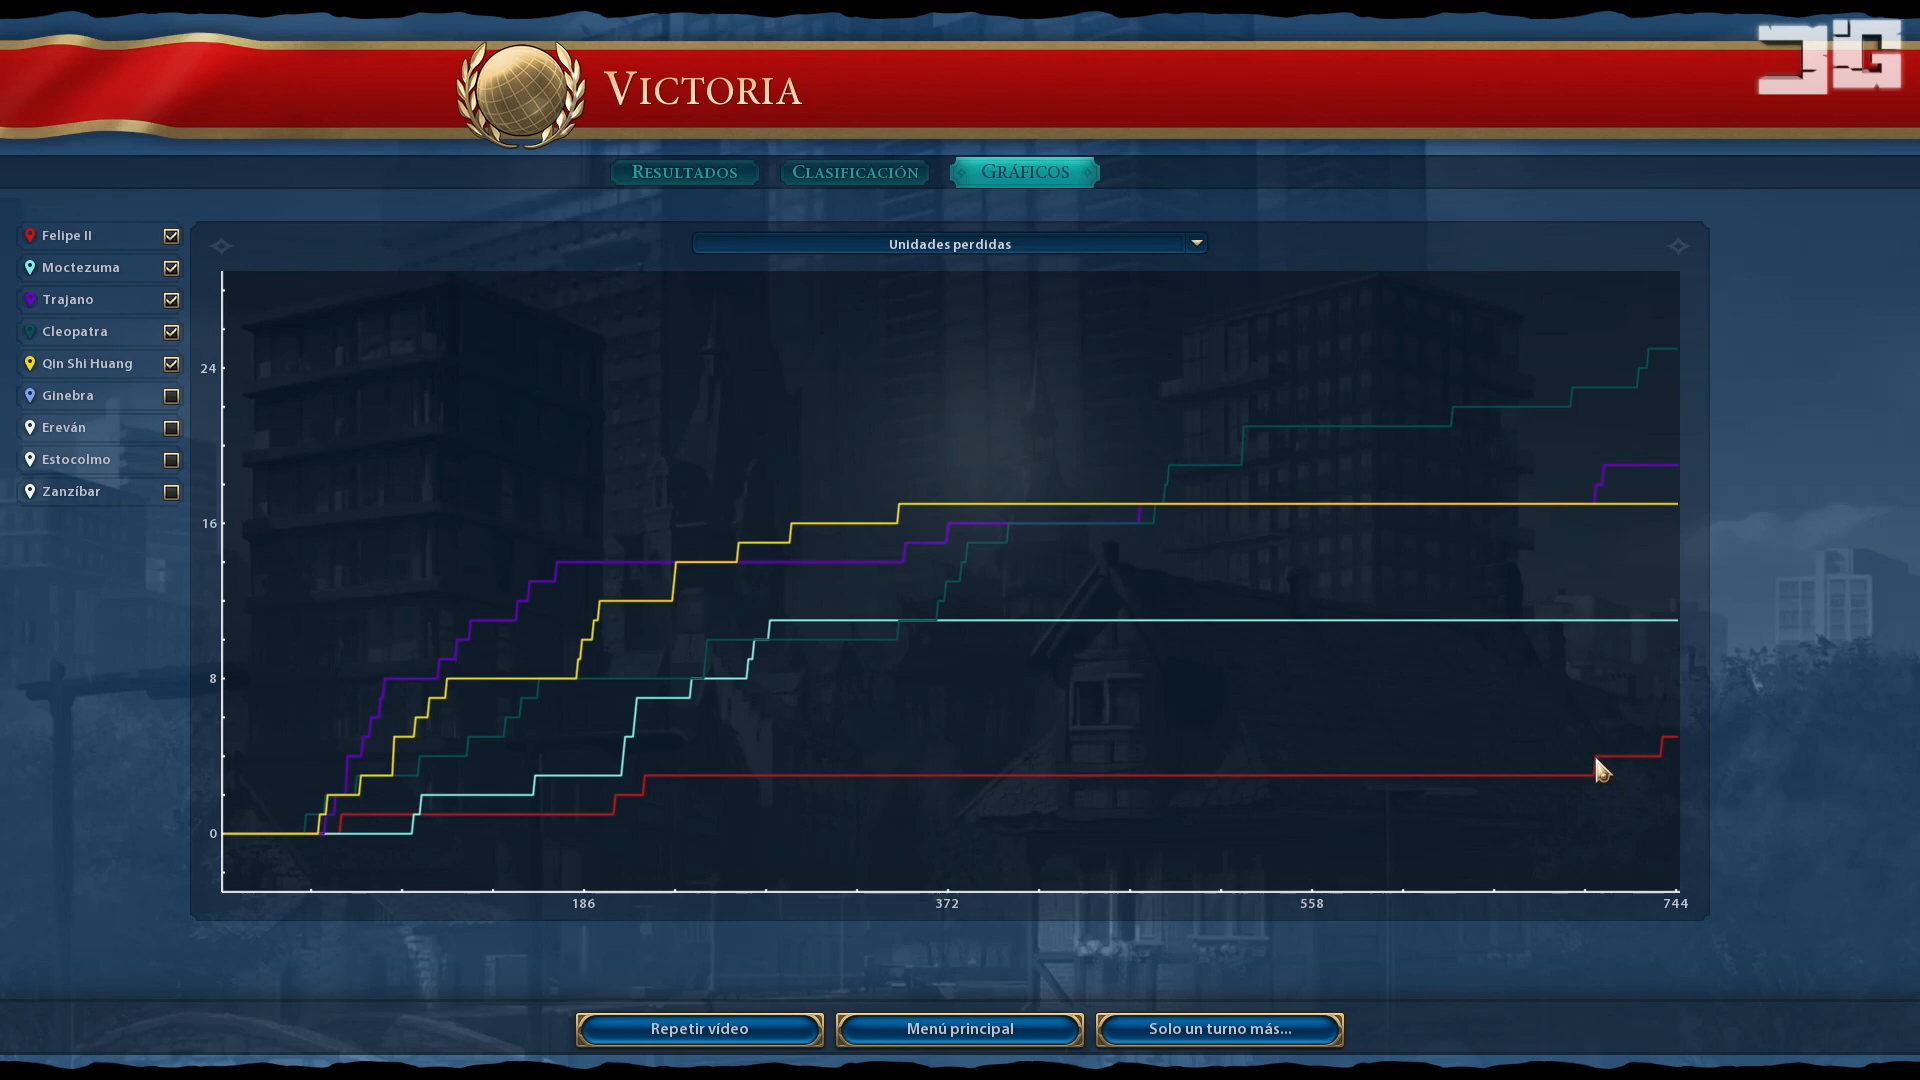 JG
Victoria
Resultados
Clasificación
Gráficos
Felipe II
Moctezuma
Trajano
Cleopatra
Qin Shi Huang
Ginebra
Ereván
Estocolmo
Zanzíbar
Unidades perdidas
24
16
8
0
186
372
558
744
Repetir vídeo
Menú principal
Solo un turno más...